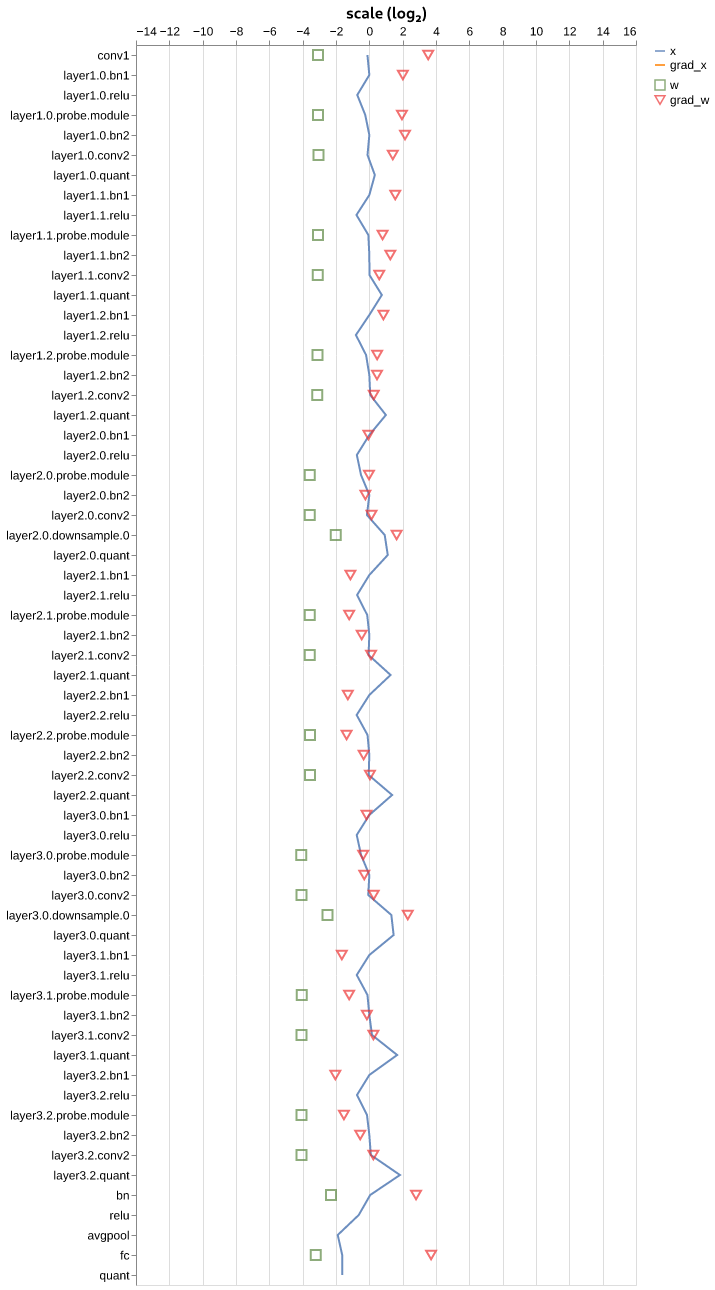 scale (log₂)
−14 −12 −10 −8 −6 −4 −2 0 2 4 6 8 10 12 14 16
x
grad_x
w
grad_w
conv1
layer1.0.bn1
layer1.0.relu
layer1.0.probe.module
layer1.0.bn2
layer1.0.conv2
layer1.0.quant
layer1.1.bn1
layer1.1.relu
layer1.1.probe.module
layer1.1.bn2
layer1.1.conv2
layer1.1.quant
layer1.2.bn1
layer1.2.relu
layer1.2.probe.module
layer1.2.bn2
layer1.2.conv2
layer1.2.quant
layer2.0.bn1
layer2.0.relu
layer2.0.probe.module
layer2.0.bn2
layer2.0.conv2
layer2.0.downsample.0
layer2.0.quant
layer2.1.bn1
layer2.1.relu
layer2.1.probe.module
layer2.1.bn2
layer2.1.conv2
layer2.1.quant
layer2.2.bn1
layer2.2.relu
layer2.2.probe.module
layer2.2.bn2
layer2.2.conv2
layer2.2.quant
layer3.0.bn1
layer3.0.relu
layer3.0.probe.module
layer3.0.bn2
layer3.0.conv2
layer3.0.downsample.0
layer3.0.quant
layer3.1.bn1
layer3.1.relu
layer3.1.probe.module
layer3.1.bn2
layer3.1.conv2
layer3.1.quant
layer3.2.bn1
layer3.2.relu
layer3.2.probe.module
layer3.2.bn2
layer3.2.conv2
layer3.2.quant
bn
relu
avgpool
fc
quant